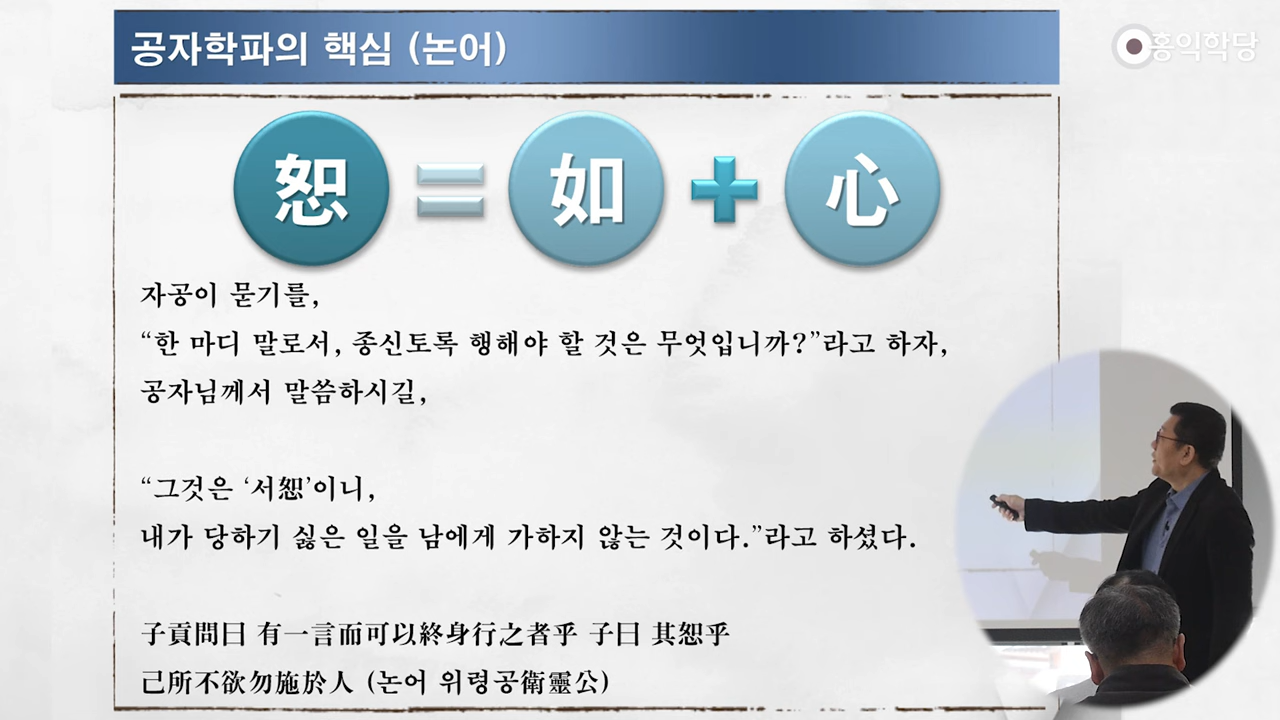 공자학파의 핵심 (논어)
홍익학당
恕 = 如 + 心
자공이 묻기를,
“한 마디 말로서, 종신토록 행해야 할 것은 무엇입니까?”라고 하자,
공자님께서 말씀하시길,
“그것은 ‘서恕’이니,
내가 당하기 싫은 일을 남에게 가하지 않는 것이다.”라고 하셨다.
子貢問曰 有一言而可以終身行之者乎 子曰 其恕乎
己所不欲勿施於人 (논어 위령공衛靈公)